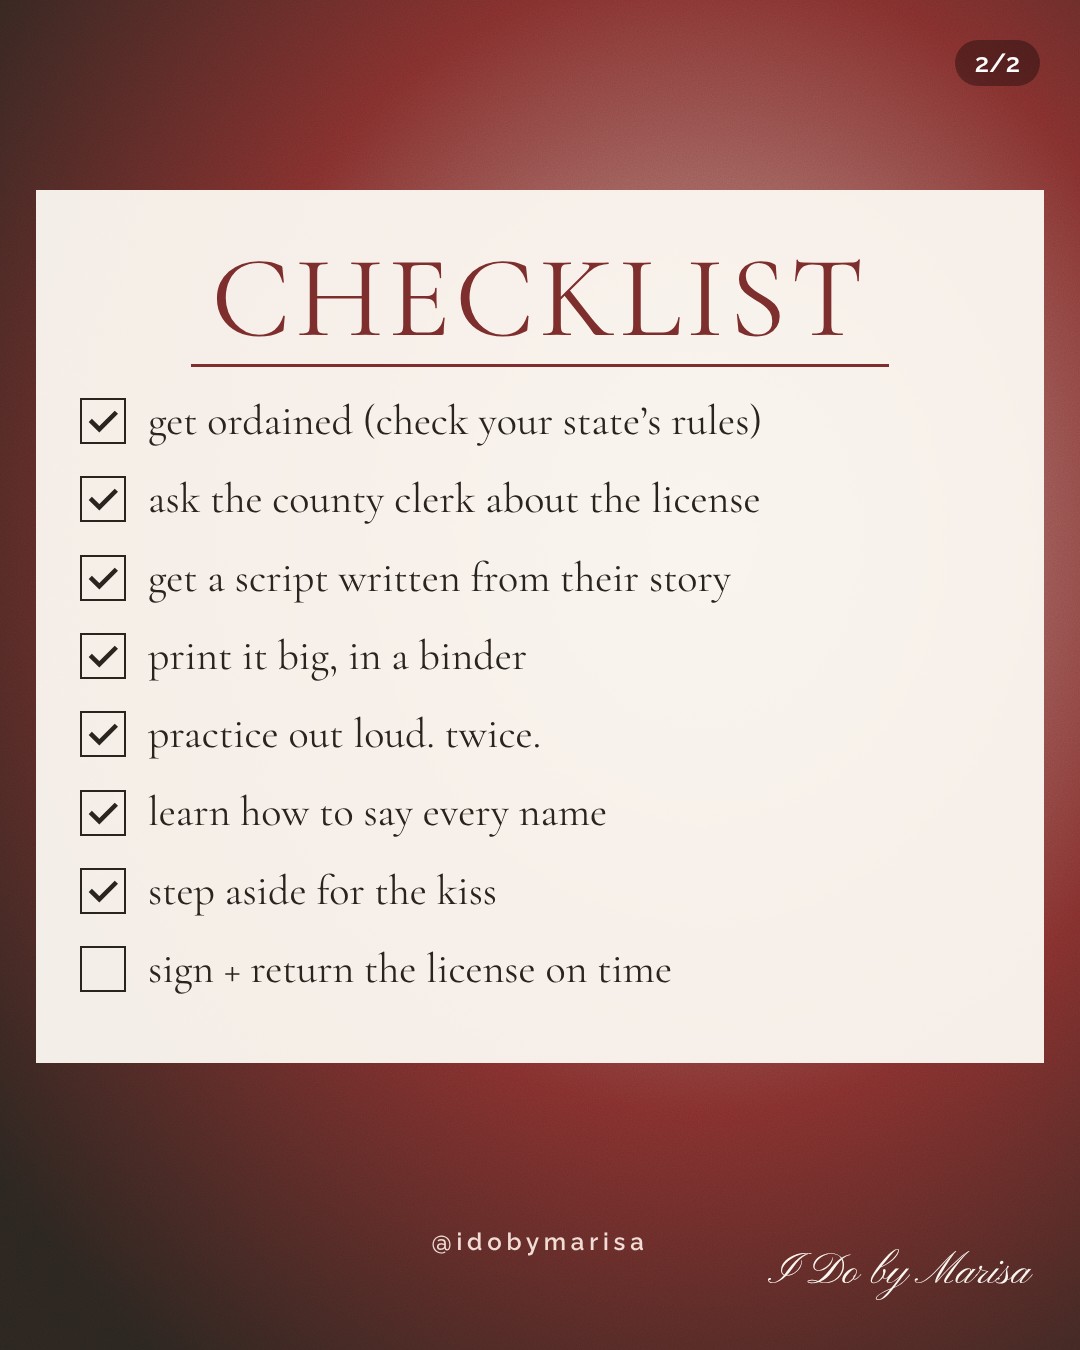 2/2
CHECKLIST
get ordained (check your state’s rules)
ask the county clerk about the license
get a script written from their story
print it big, in a binder
practice out loud. twice.
learn how to say every name
step aside for the kiss
sign + return the license on time
@idobymarisa
I Do by Marisa